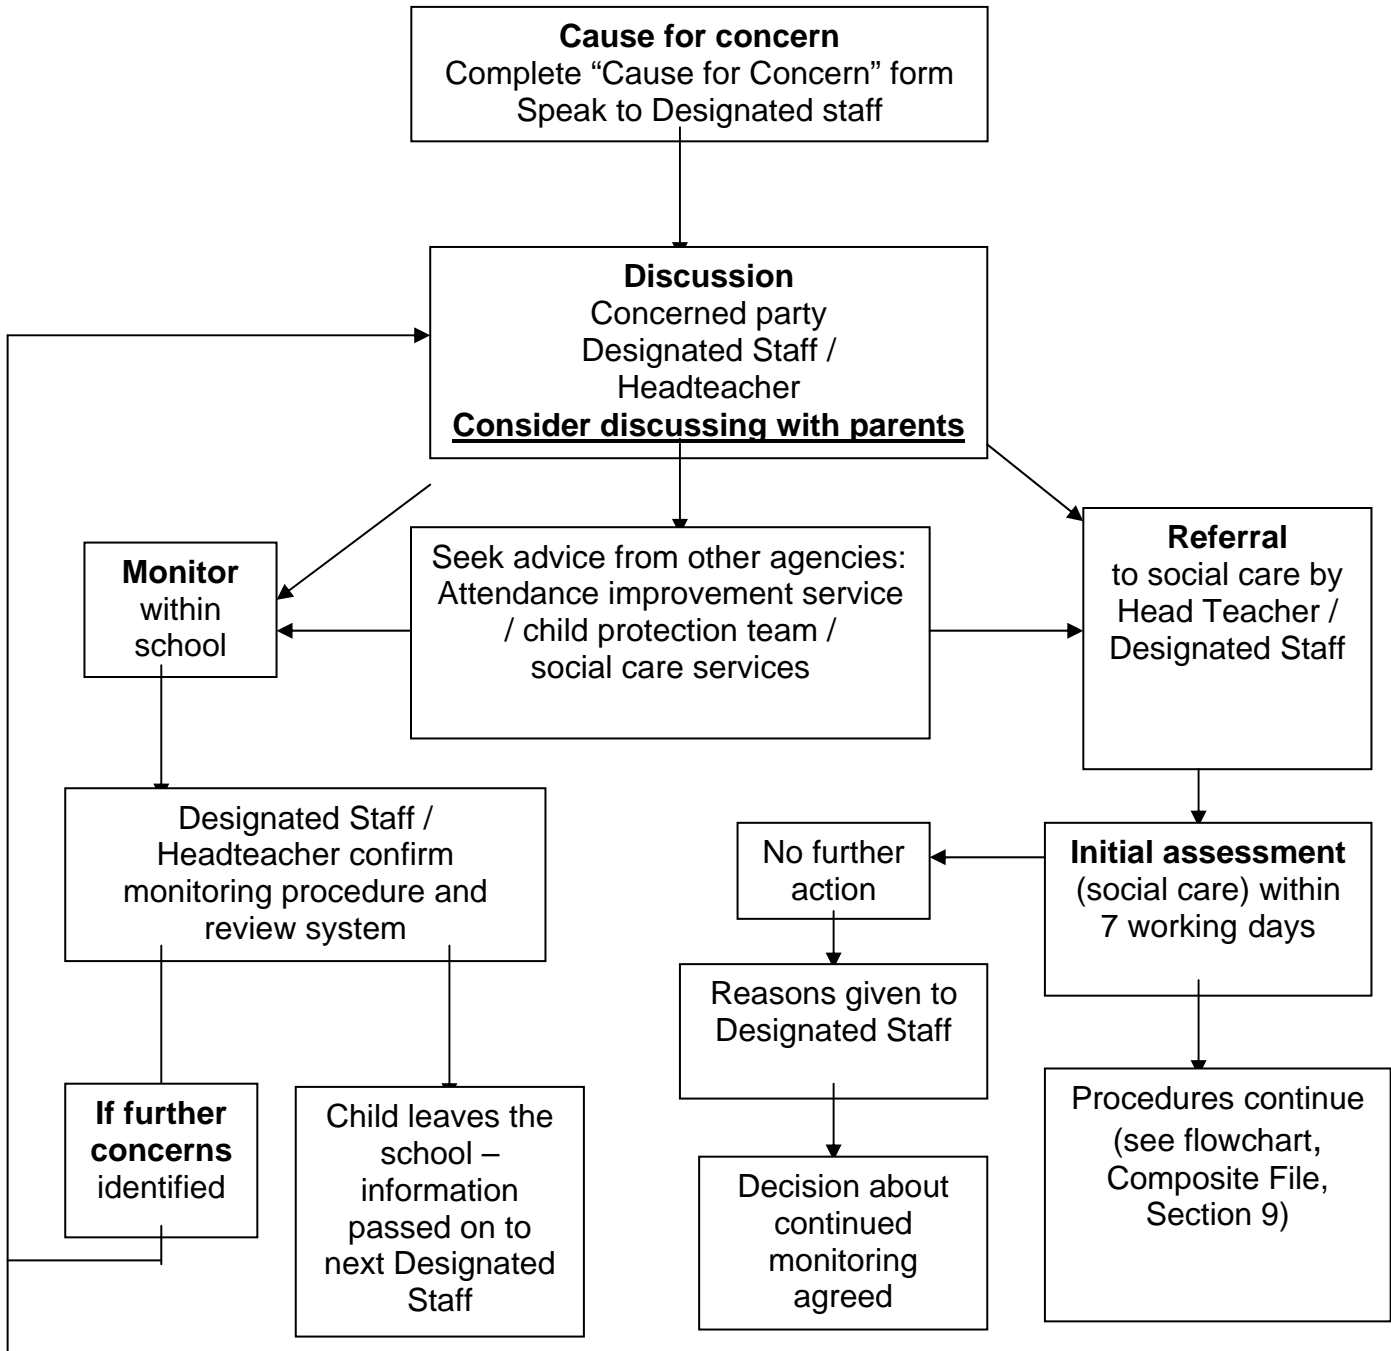 Cause for concern
Complete “Cause for Concern” form
Speak to Designated staff
Discussion
Concerned party
Designated Staff /
Headteacher
Consider discussing with parents
Monitor
within
school
Seek advice from other agencies:
Attendance improvement service
/ child protection team /
social care services
Referral
to social care by
Head Teacher /
Designated Staff
Designated Staff /
Headteacher confirm
monitoring procedure and
review system
No further
action
Initial assessment
(social care) within
7 working days
Reasons given to
Designated Staff
If further
concerns
identified
Child leaves the
school –
information
passed on to
next Designated
Staff
Decision about
continued
monitoring
agreed
Procedures continue
(see flowchart,
Composite File,
Section 9)